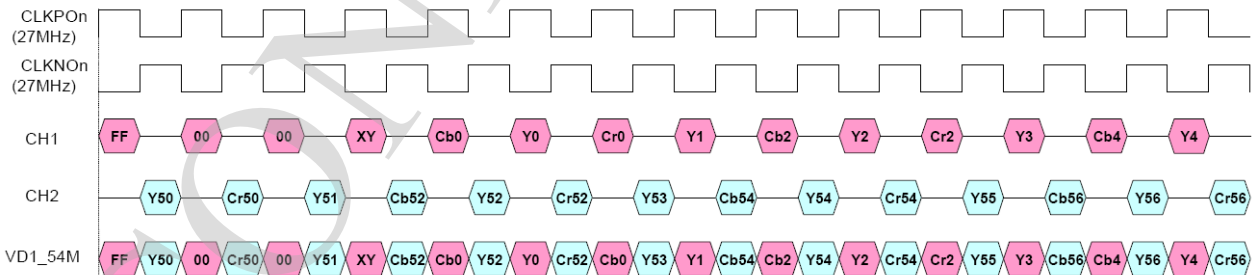 CLKPOn
(27MHz)
CLKNOn
(27MHz)
CH1 FF 00 00 XY Cb0 Y0 Cr0 Y1 Cb2 Y2 Cr2 Y3 Cb4 Y4
CH2 Y50 Cr50 Y51 Cb52 Y52 Cr52 Y53 Cb54 Y54 Cr54 Y55 Cb56 Y56 Cr56
VD1_54M FF Y50 00 Cr50 00 Y51 XY Cb52 Cb0 Y52 Y0 Cr52 Cb0 Y53 Y1 Cb54 Cb2 Y54 Y2 Cr54 Cr2 Y55 Y3 Cb56 Cb4 Y56 Y4 Cr56